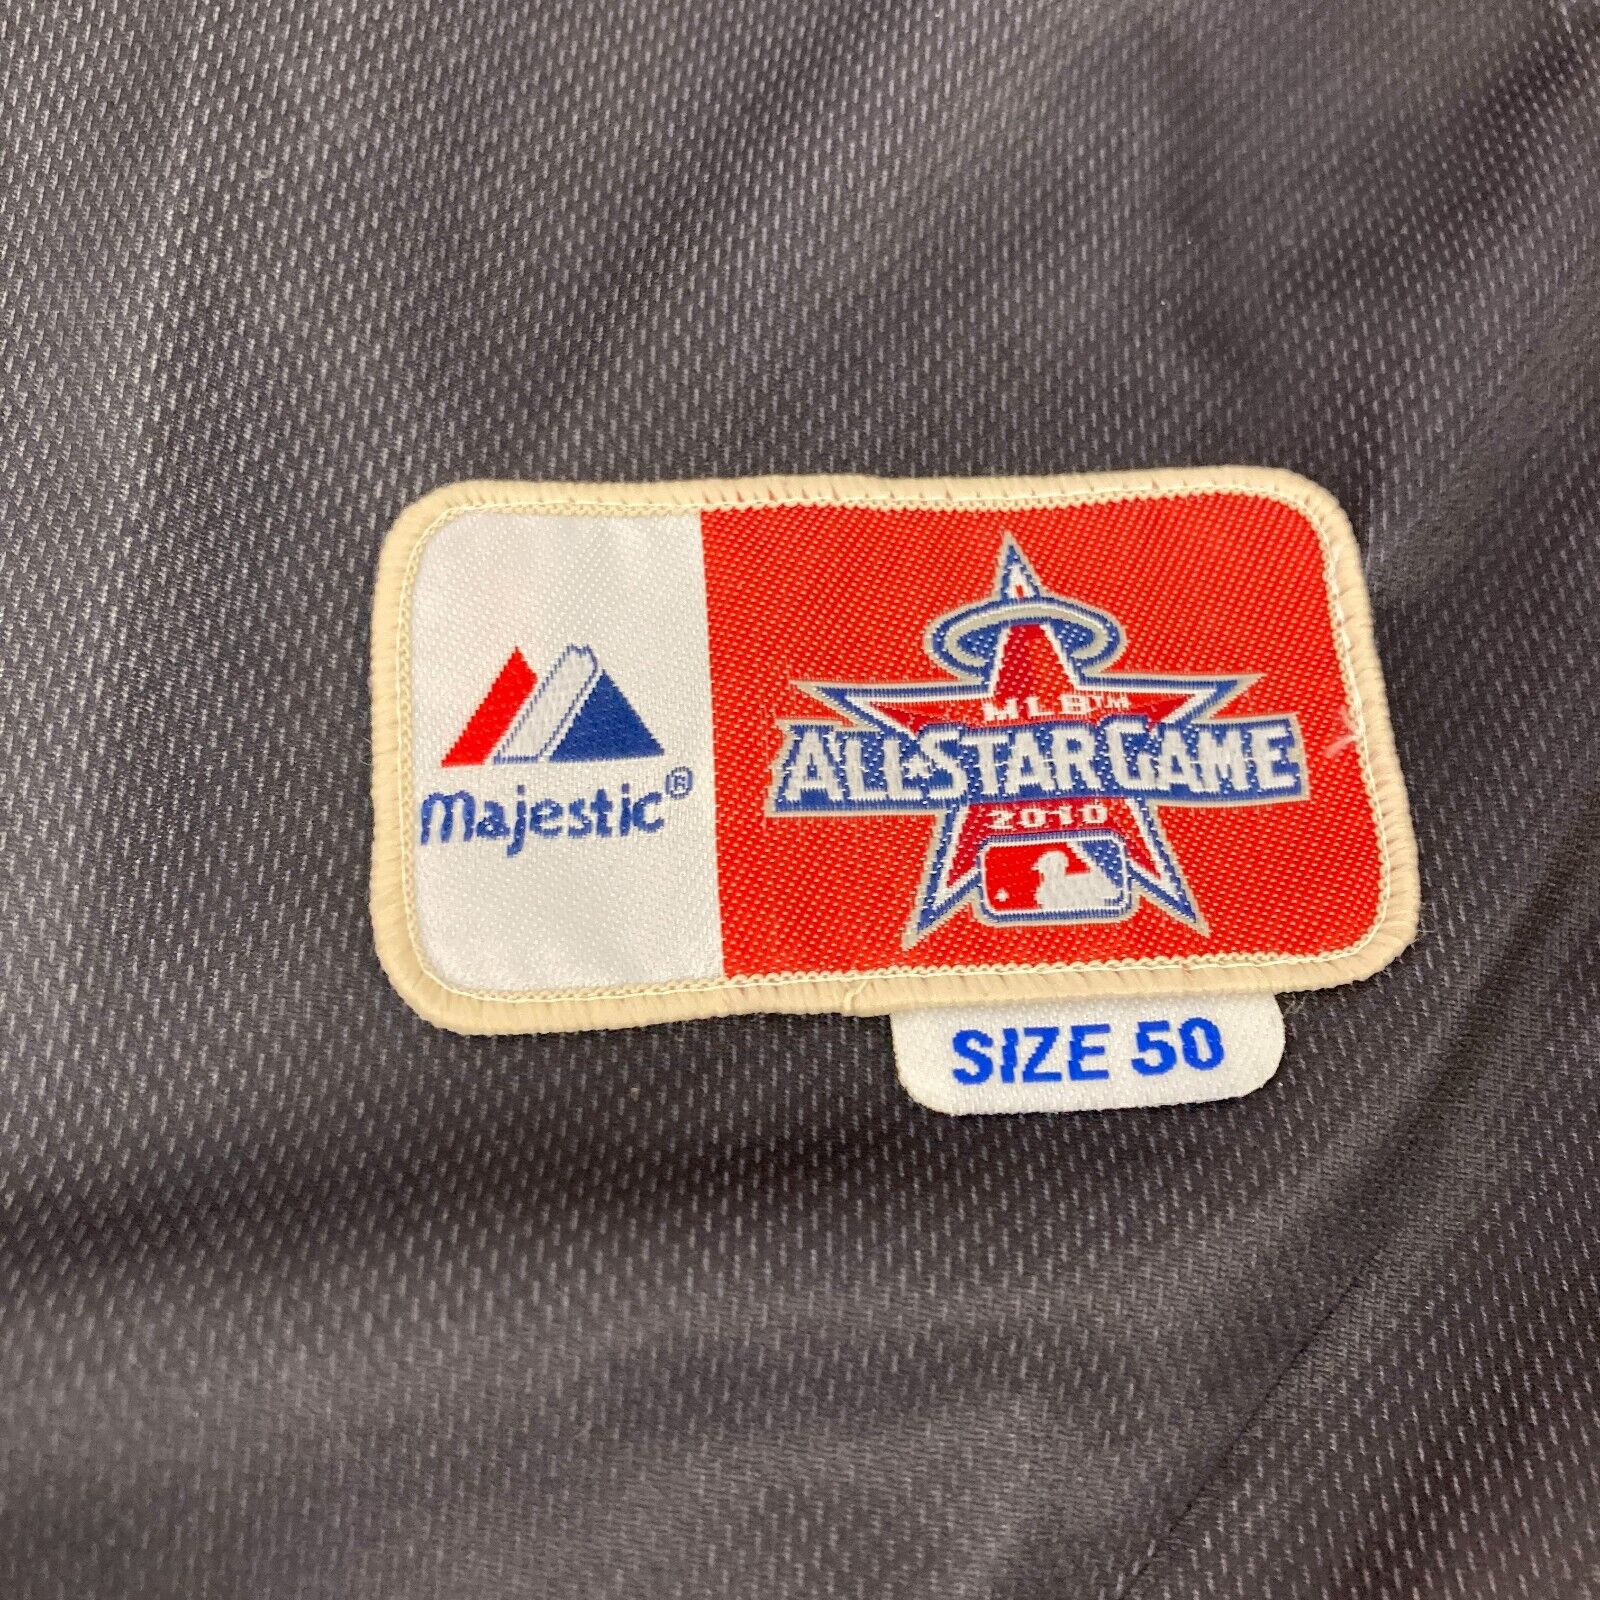 majestic®
MLB™
ALL★STAR GAME
2010
SIZE 50